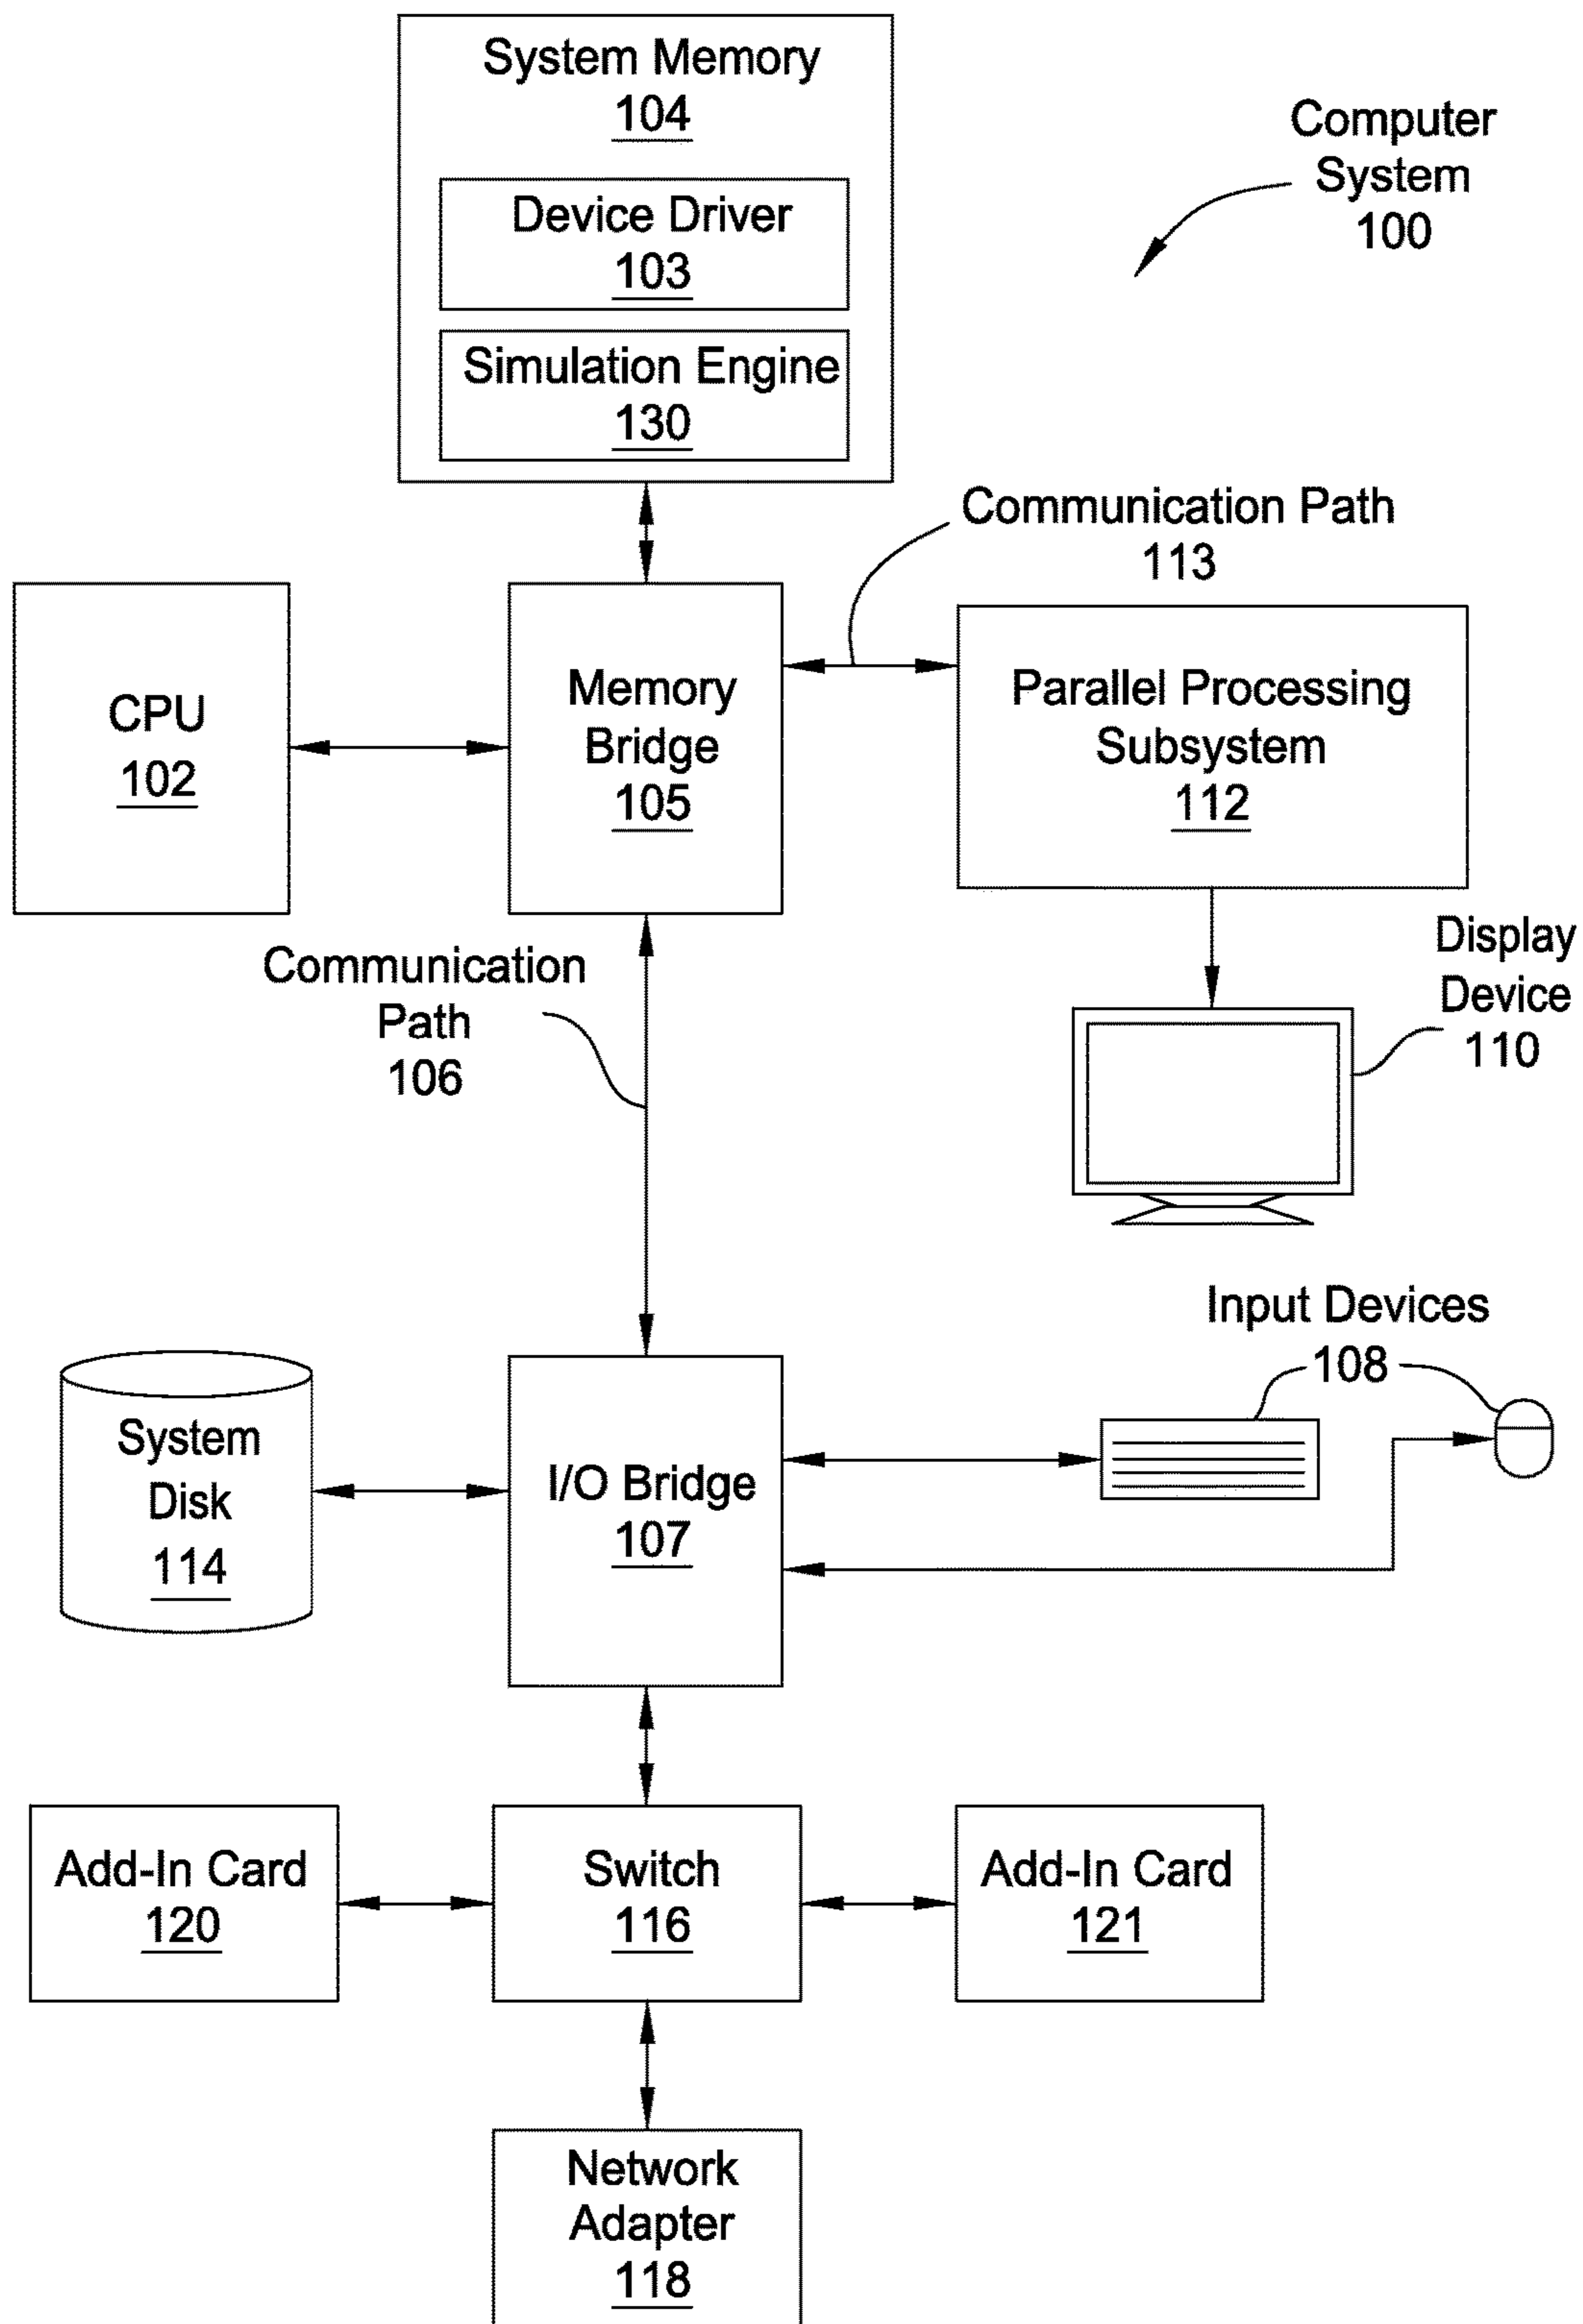 System Memory
104
Device Driver
103
Simulation Engine
130
Computer
System
100
Communication Path
113
CPU
102
Memory
Bridge
105
Parallel Processing
Subsystem
112
Communication
Path
106
Display
Device
110
Input Devices
108
System
Disk
114
I/O Bridge
107
Add-In Card
120
Switch
116
Add-In Card
121
Network
Adapter
118